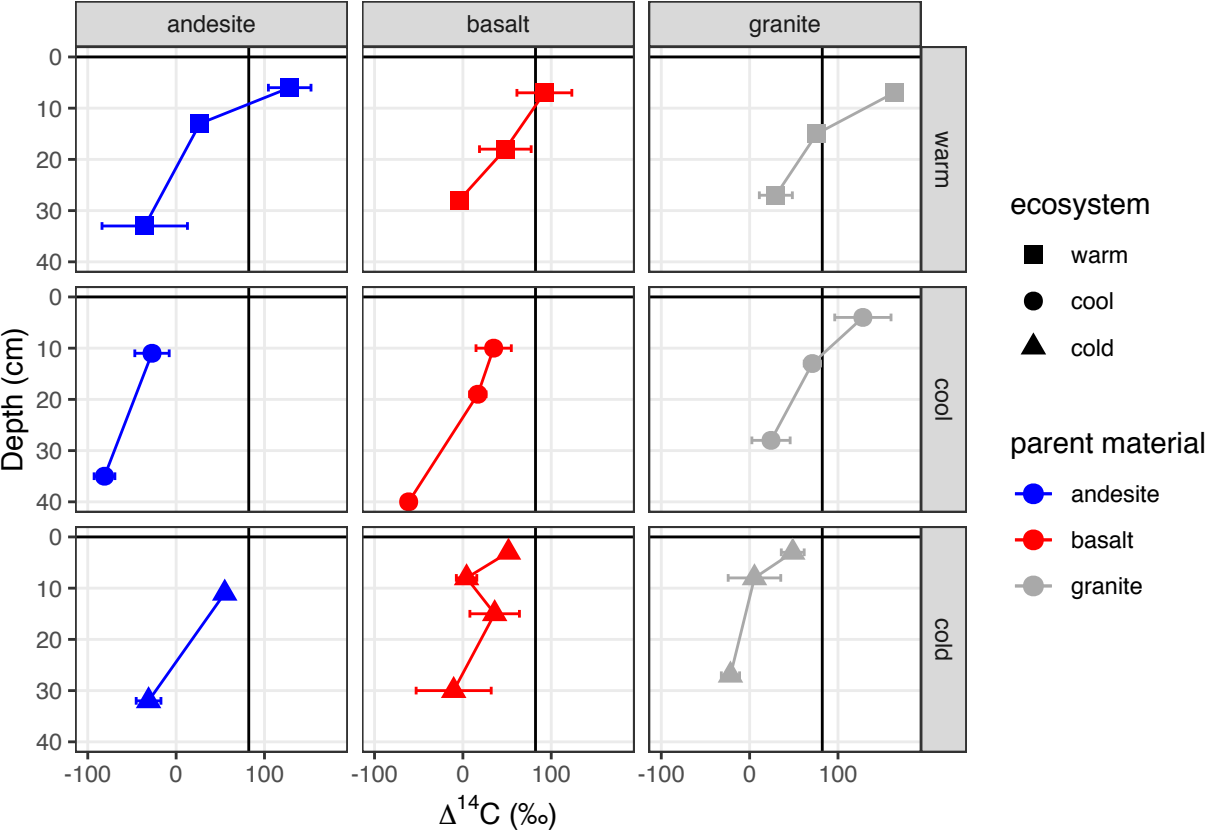 andesite
basalt
granite
0
10
20
30
40
warm
0
10
20
30
40
cool
0
10
20
30
40
cold
-100 0 100
-100 0 100
-100 0 100
Depth (cm)
Δ¹⁴C (‰)
ecosystem
warm
cool
cold
parent material
andesite
basalt
granite